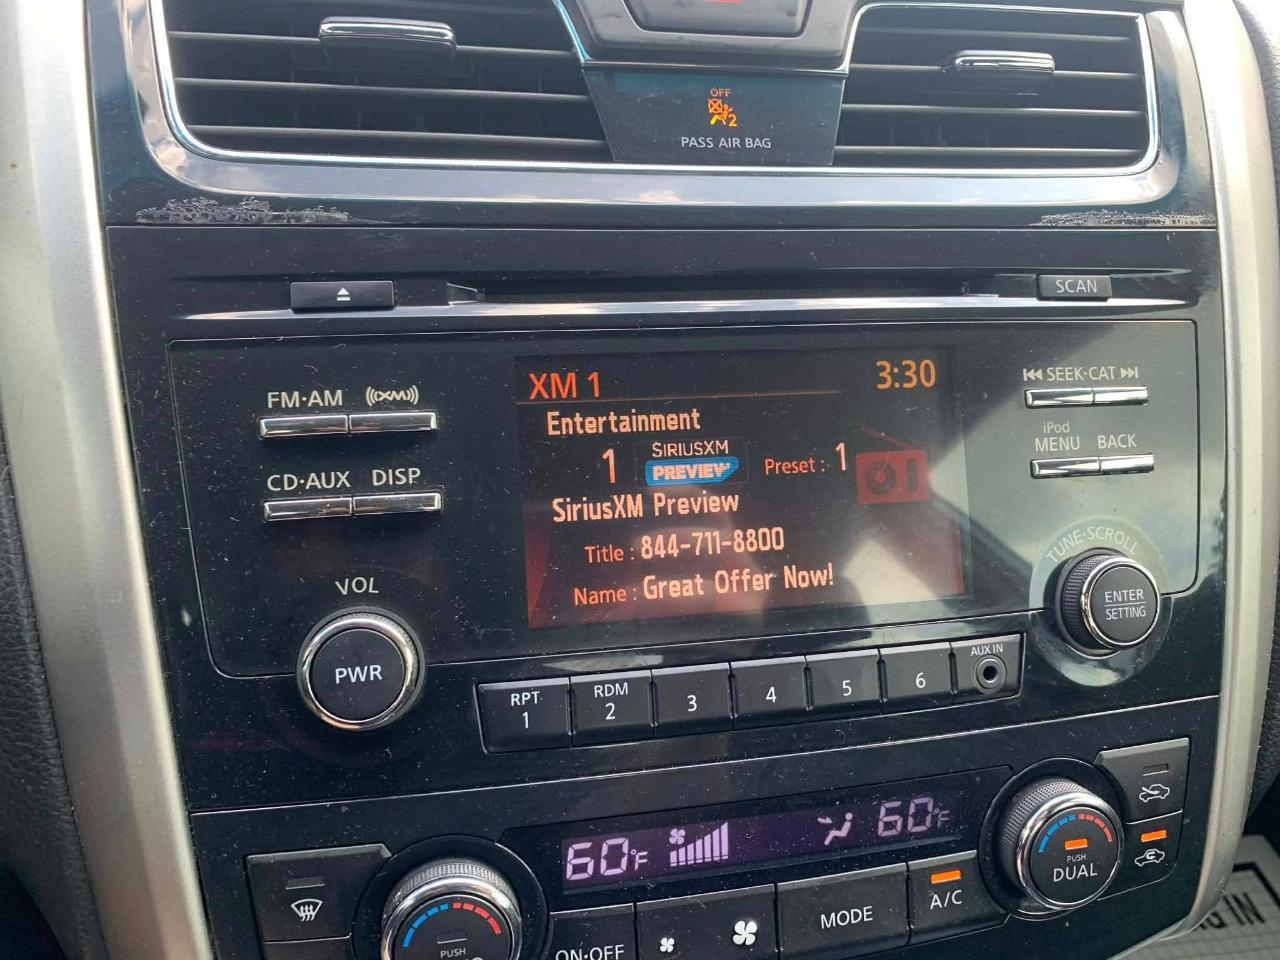 OFF
2
PASS AIR BAG
SCAN
FM·AM
((XM))
SEEK·CAT
iPod
MENU
BACK
CD·AUX
DISP
XM 1
3:30
Entertainment
1
SIRIUSXM
PREVIEW
Preset : 1
SiriusXM Preview
Title : 844-711-8800
Name : Great Offer Now!
TUNE·SCROLL
ENTER
SETTING
VOL
PWR
RPT
1
RDM
2
3
4
5
6
AUX IN
60°F
60°F
PUSH
DUAL
A/C
MODE
ON·OFF
PUSH